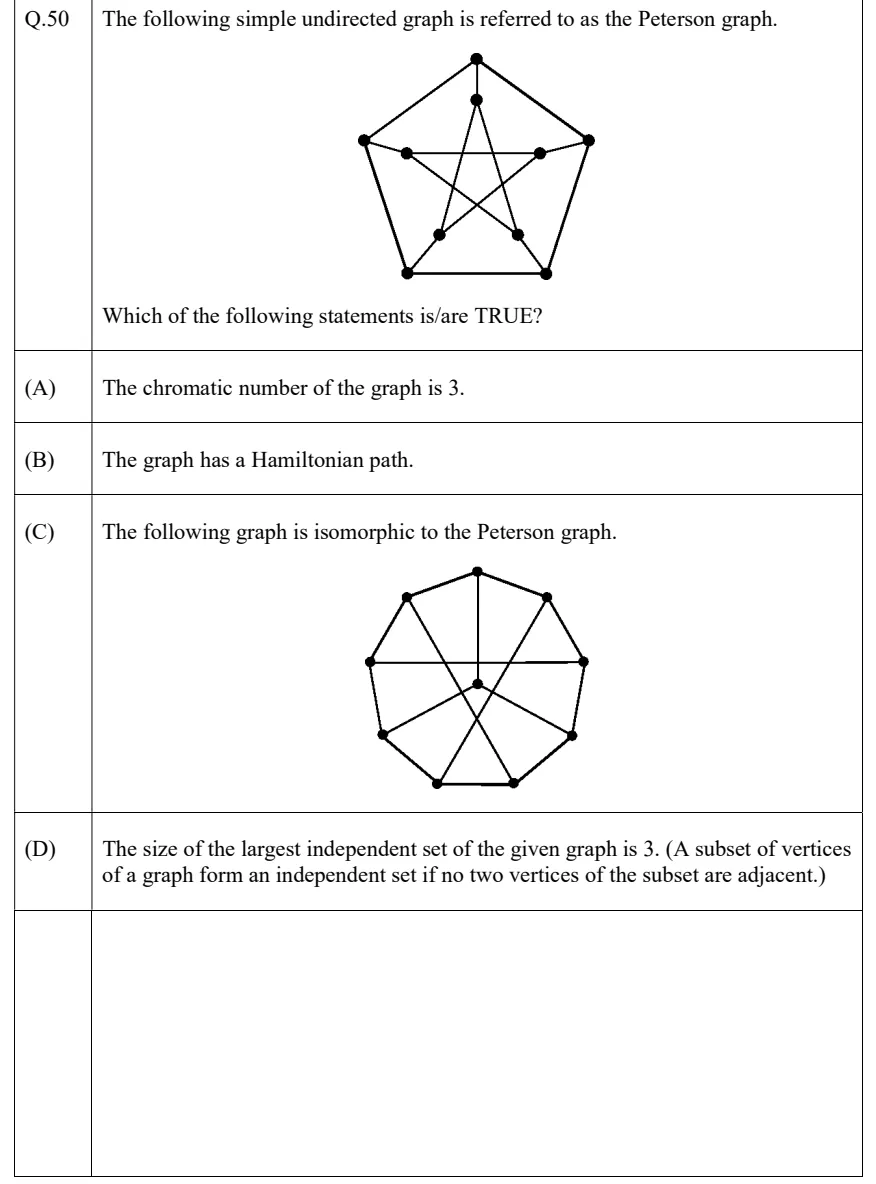 Q.50 The following simple undirected graph is referred to as the Peterson graph.
Which of the following statements is/are TRUE?
(A) The chromatic number of the graph is 3.
(B) The graph has a Hamiltonian path.
(C) The following graph is isomorphic to the Peterson graph.
(D) The size of the largest independent set of the given graph is 3. (A subset of vertices
of a graph form an independent set if no two vertices of the subset are adjacent.)